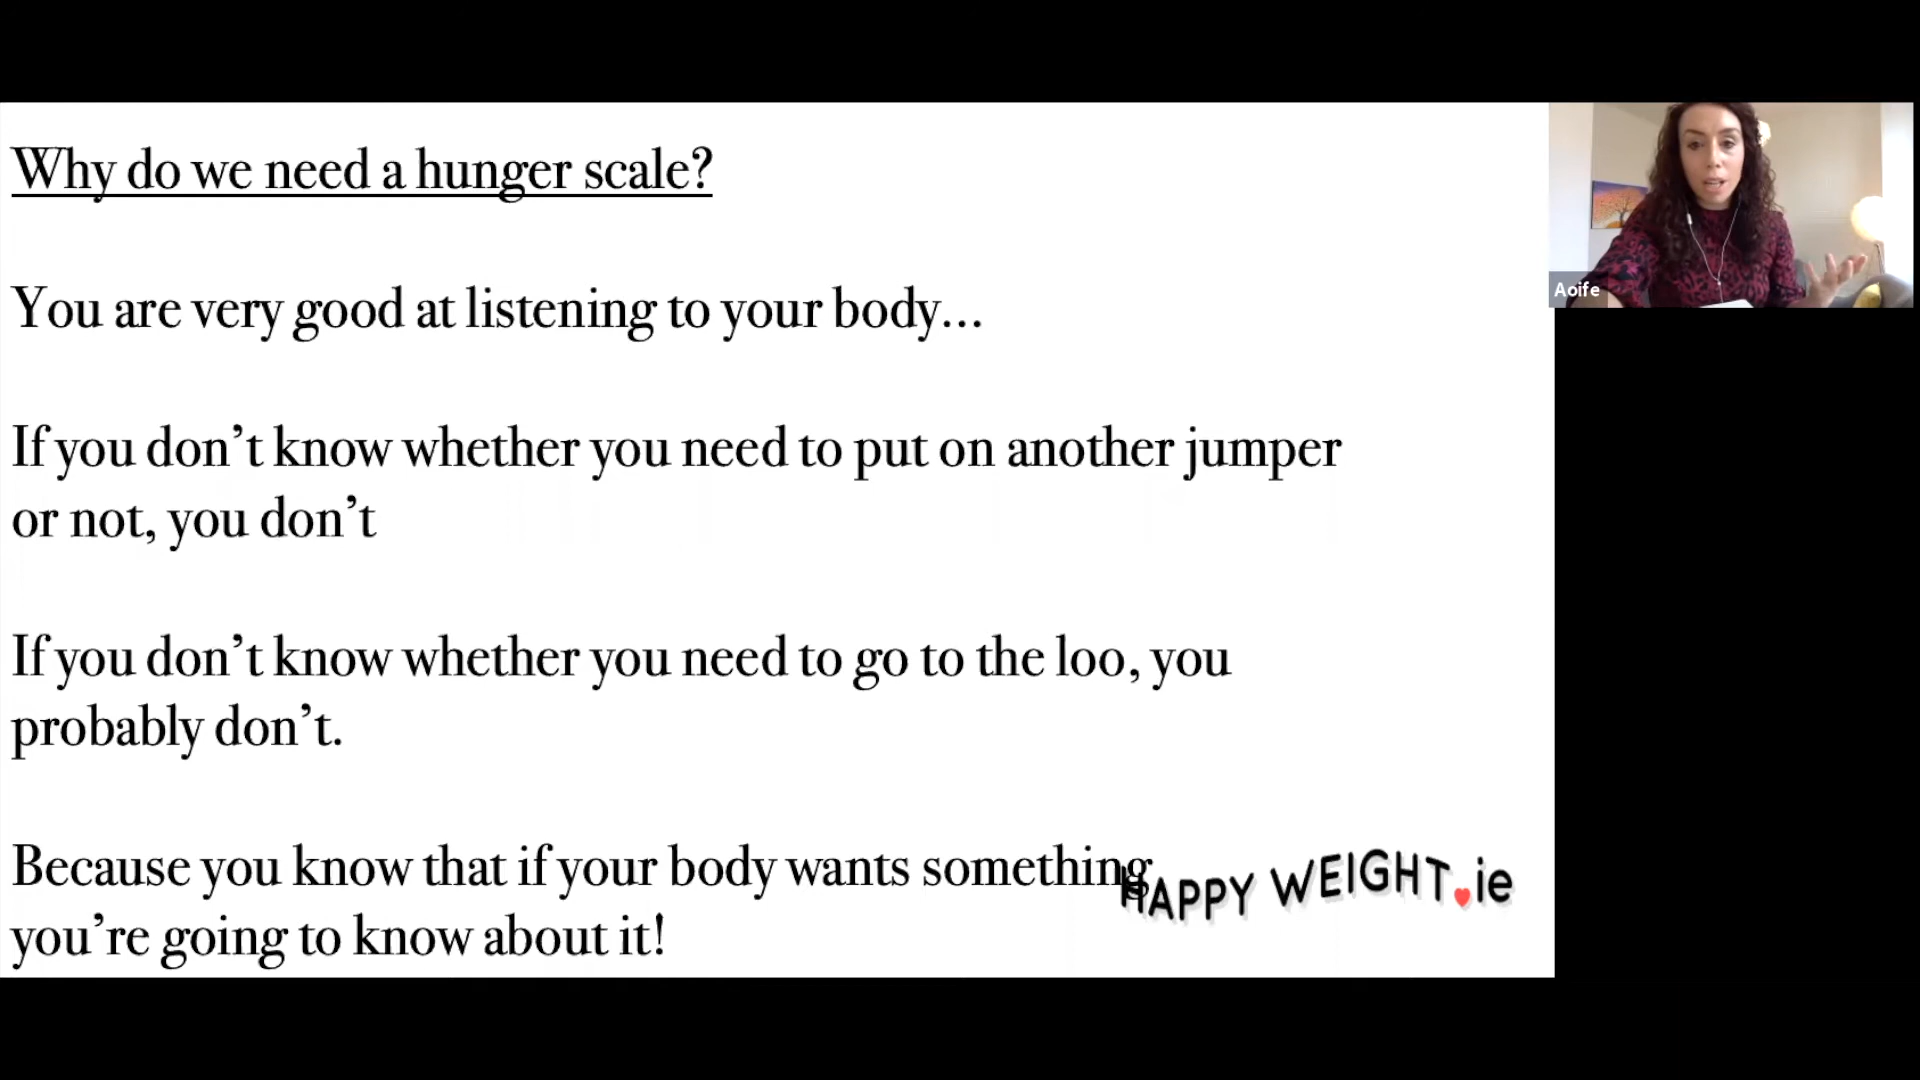 Why do we need a hunger scale?
You are very good at listening to your body...
If you don't know whether you need to put on another jumper
or not, you don't
If you don't know whether you need to go to the loo, you
probably don't.
Because you know that if your body wants something
you're going to know about it!
HAPPY WEIGHT.ie
Aoife